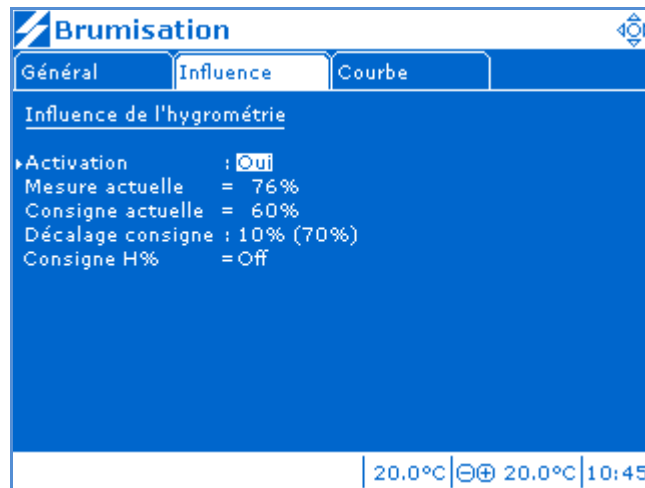 Brumisation
Général Influence Courbe
Influence de l'hygrométrie
Activation : Oui
Mesure actuelle = 76%
Consigne actuelle = 60%
Décalage consigne : 10% (70%)
Consigne H% = Off
20.0°C 20.0°C 10:45